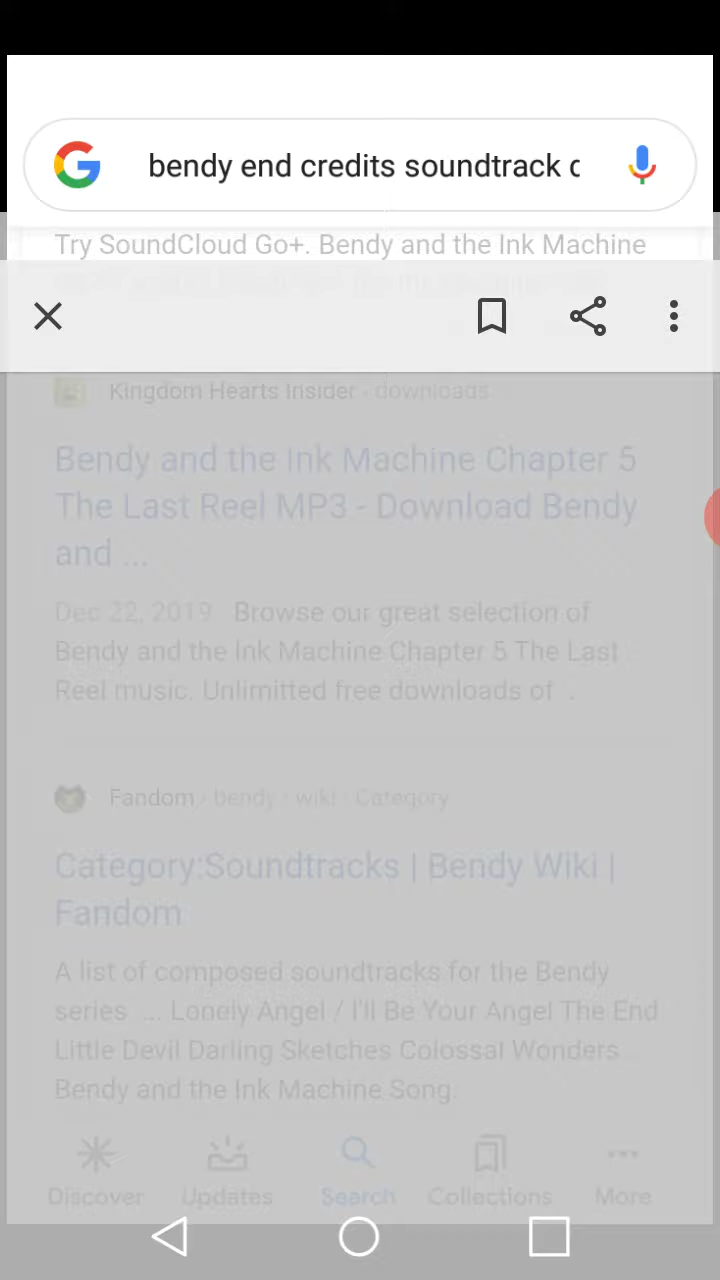 bendy end credits soundtrack c
Try SoundCloud Go+. Bendy and the Ink Machine
Kingdom Hearts Insider › downloads
Bendy and the Ink Machine Chapter 5
The Last Reel MP3 - Download Bendy
and ...
Dec 22, 2019 Browse our great selection of
Bendy and the Ink Machine Chapter 5 The Last
Reel music. Unlimitted free downloads of ..
Fandom › bendy › wiki › Category
Category:Soundtracks | Bendy Wiki |
Fandom
A list of composed soundtracks for the Bendy
series. ... Lonely Angel / I'll Be Your Angel The End
Little Devil Darling Sketches Colossal Wonders
Bendy and the Ink Machine Song.
Discover Updates Search Collections More